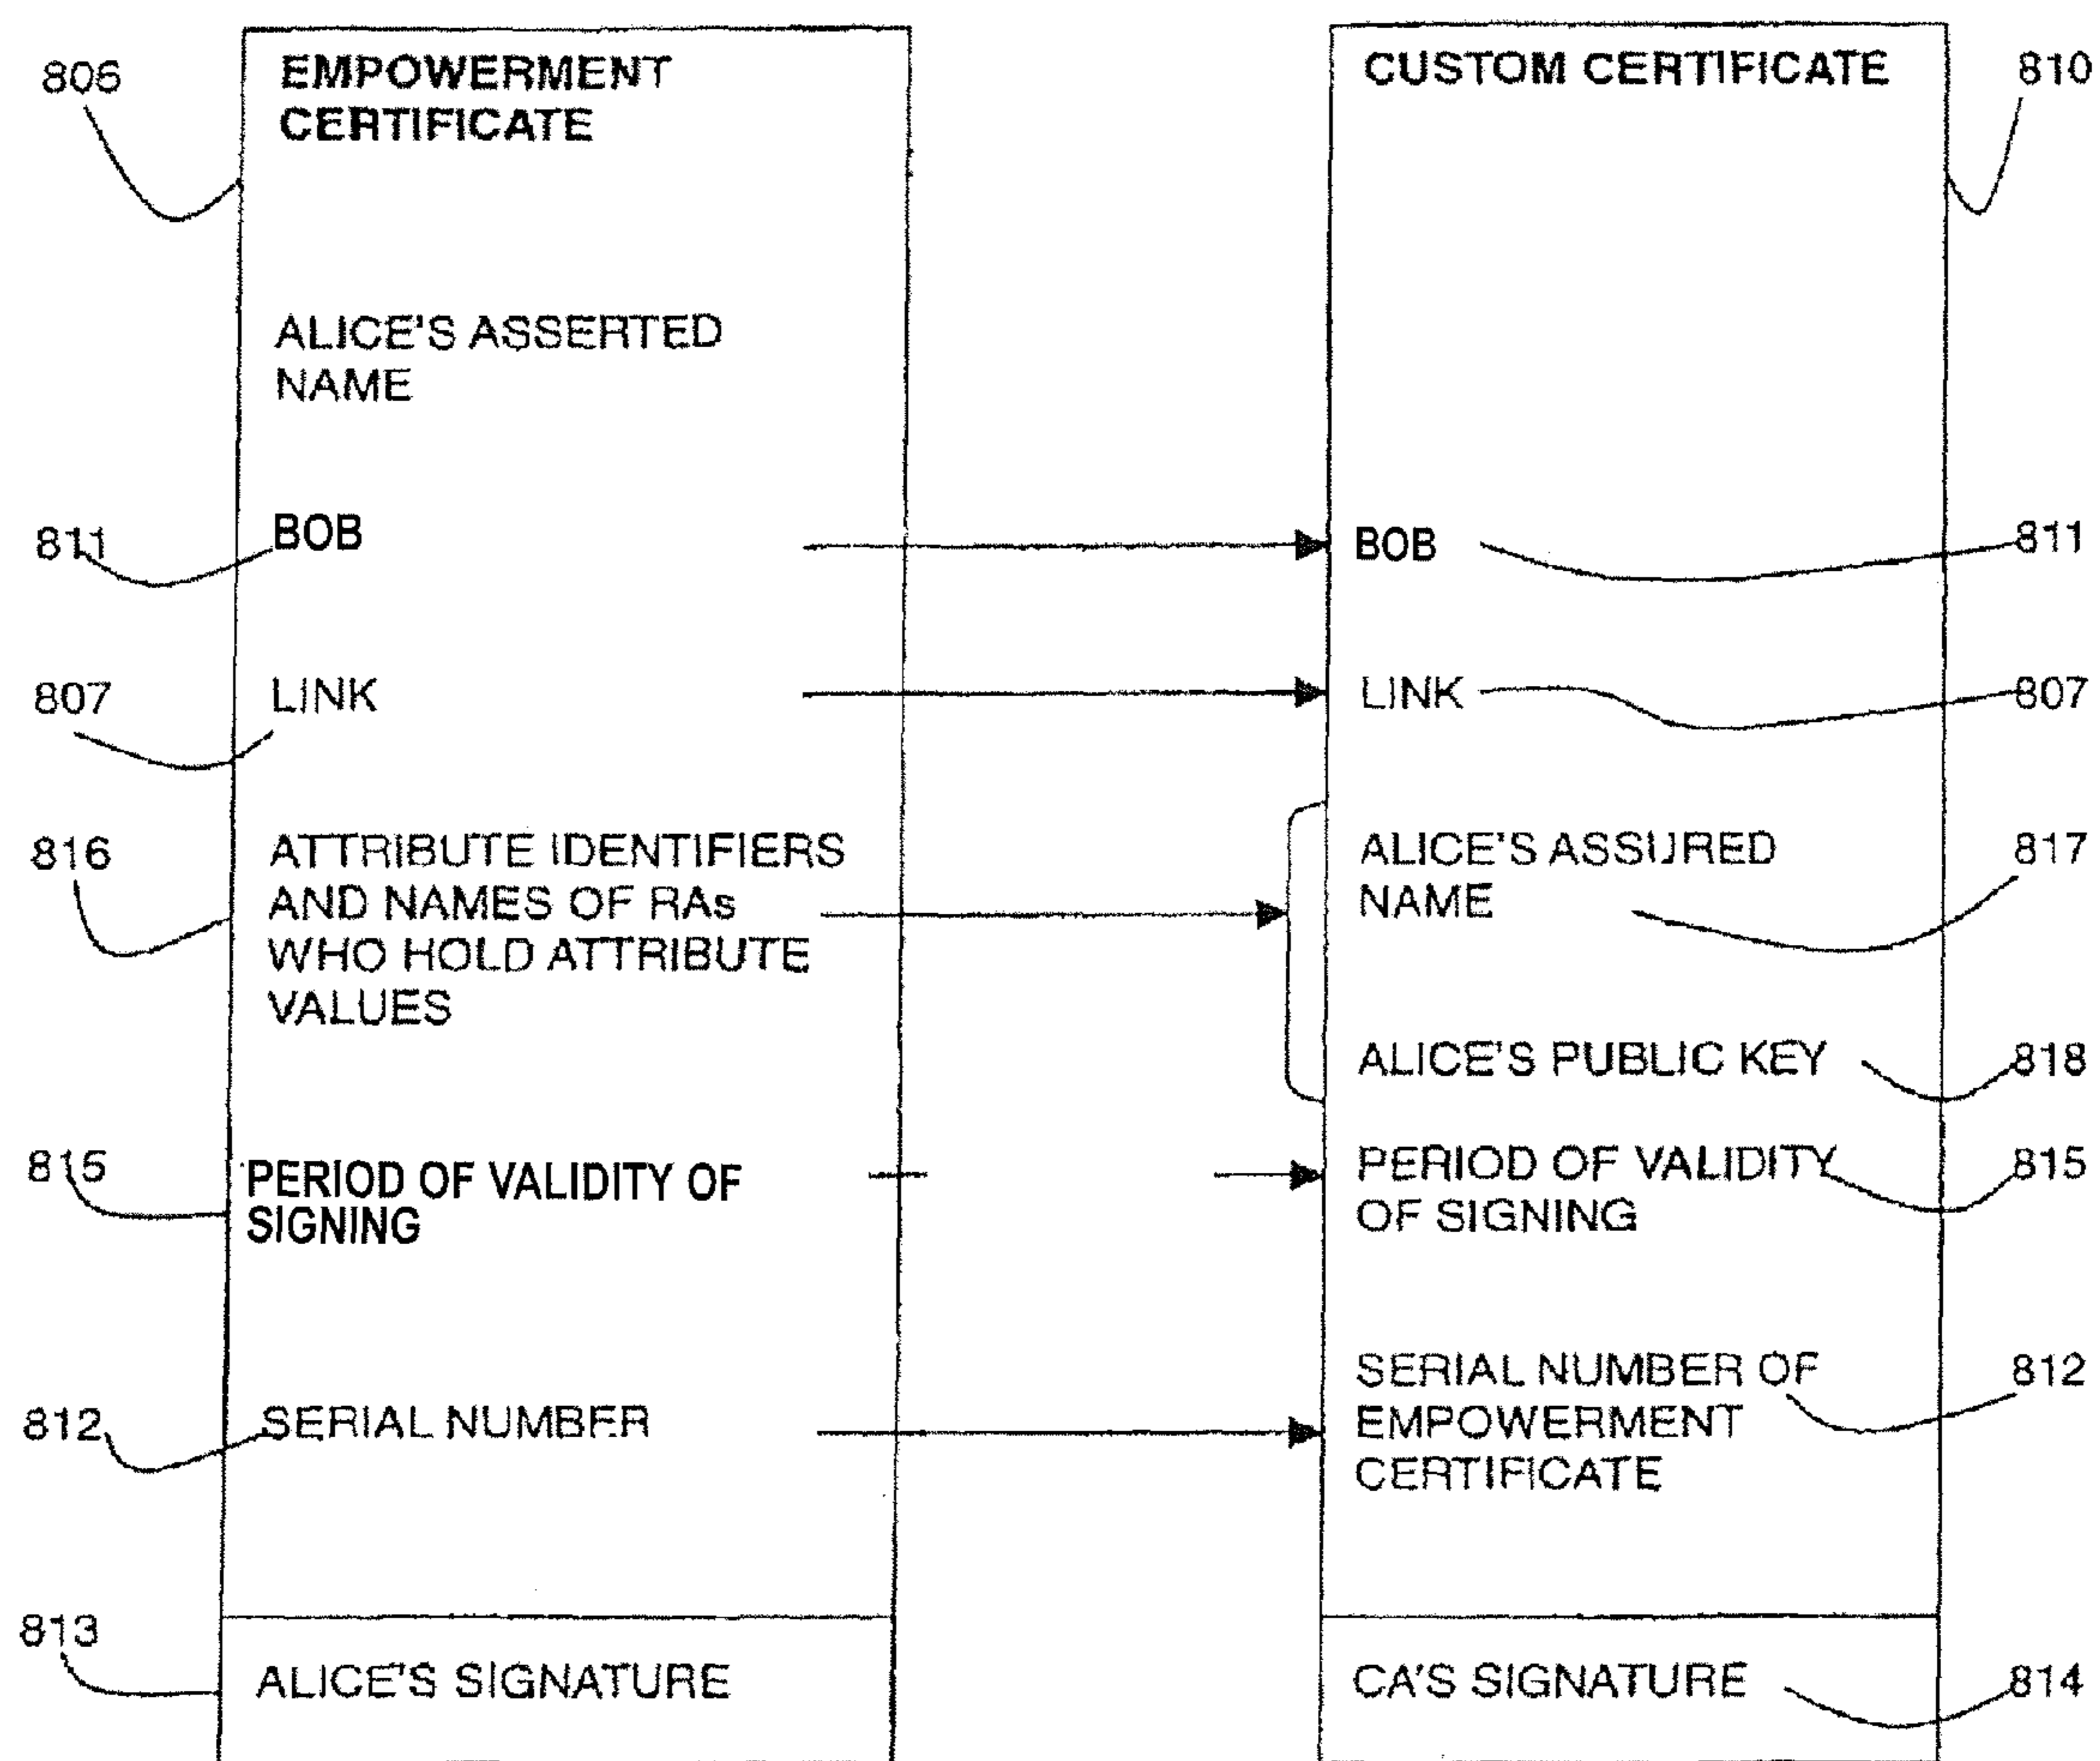 806
EMPOWERMENT
CERTIFICATE
ALICE'S ASSERTED
NAME
811
BOB
807
LINK
816
ATTRIBUTE IDENTIFIERS
AND NAMES OF RAs
WHO HOLD ATTRIBUTE
VALUES
815
PERIOD OF VALIDITY OF
SIGNING
812
SERIAL NUMBER
813
ALICE'S SIGNATURE
CUSTOM CERTIFICATE
810
BOB
811
LINK
807
ALICE'S ASSURED
NAME
817
ALICE'S PUBLIC KEY
818
PERIOD OF VALIDITY
OF SIGNING
815
SERIAL NUMBER OF
EMPOWERMENT
CERTIFICATE
812
CA'S SIGNATURE
814